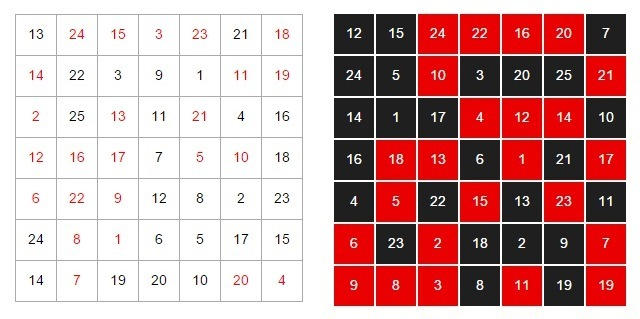 13 24 15 3 23 21 18
14 22 3 9 1 11 19
2 25 13 11 21 4 16
12 16 17 7 5 10 18
6 22 9 12 8 2 23
24 8 1 6 5 17 15
14 7 19 20 10 20 4
12 15 24 22 16 20 7
24 5 10 3 20 25 21
14 1 17 4 12 14 10
16 18 13 6 1 21 17
4 5 22 15 13 23 11
6 23 2 18 2 9 7
9 8 3 8 11 19 19